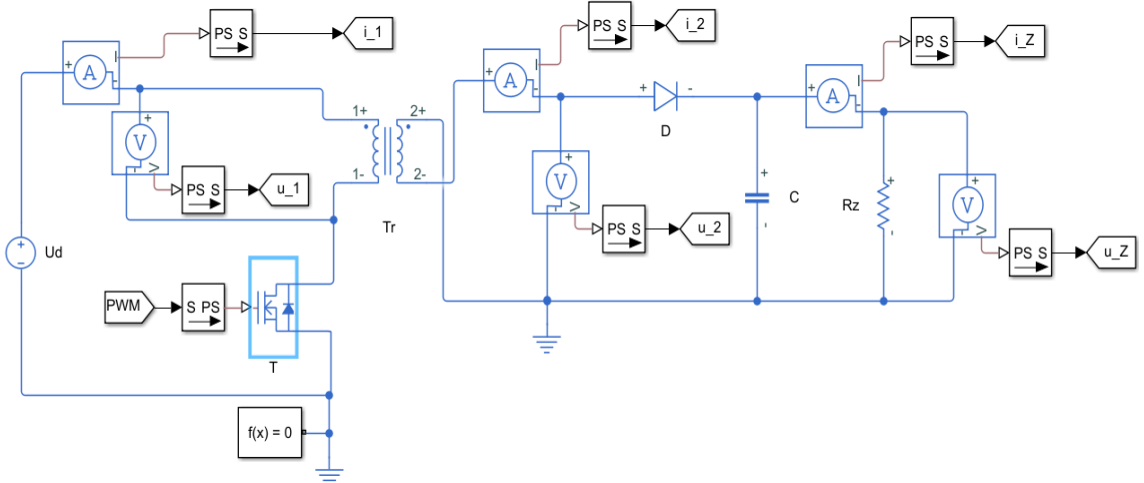 PS S
i_1
PS S
i_2
PS S
i_Z
+
A
I
-
+
A
I
-
+
A
I
-
1+
2+
+
-
D
+
V
-
V
PS S
u_1
1-
2-
Tr
+
V
-
V
PS S
u_2
+
C
-
+
Rz
-
+
V
-
V
PS S
u_Z
+
-
Ud
PWM
S PS
T
f(x) = 0